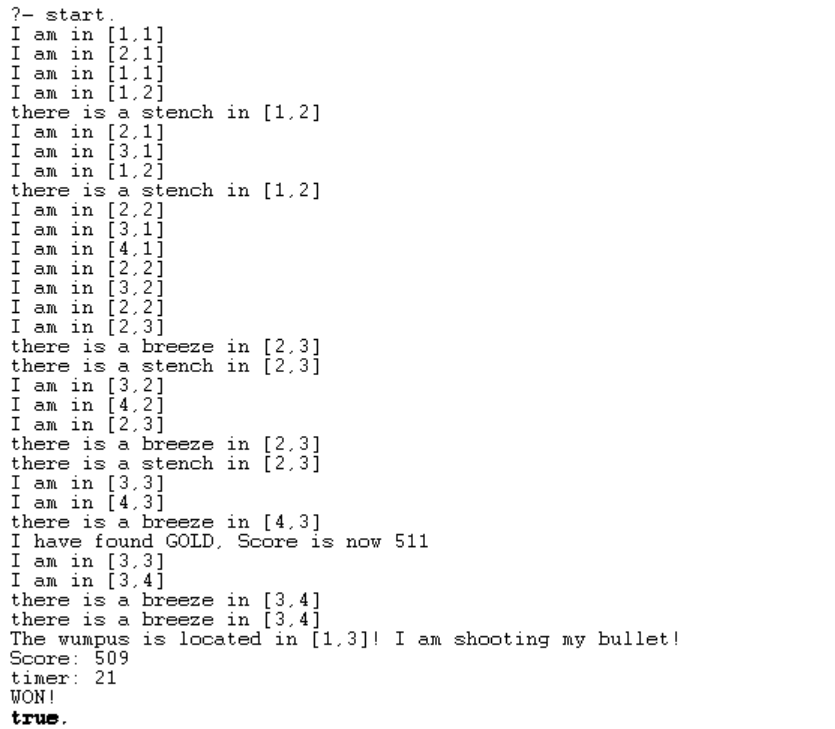 ?- start.
I am in [1,1]
I am in [2,1]
I am in [1,1]
I am in [1,2]
there is a stench in [1,2]
I am in [2,1]
I am in [3,1]
I am in [1,2]
there is a stench in [1,2]
I am in [2,2]
I am in [3,1]
I am in [4,1]
I am in [2,2]
I am in [3,2]
I am in [2,2]
I am in [2,3]
there is a breeze in [2,3]
there is a stench in [2,3]
I am in [3,2]
I am in [4,2]
I am in [2,3]
there is a breeze in [2,3]
there is a stench in [2,3]
I am in [3,3]
I am in [4,3]
there is a breeze in [4,3]
I have found GOLD, Score is now 511
I am in [3,3]
I am in [3,4]
there is a breeze in [3,4]
there is a breeze in [3,4]
The wumpus is located in [1,3]! I am shooting my bullet!
Score: 509
timer: 21
WON!
true.